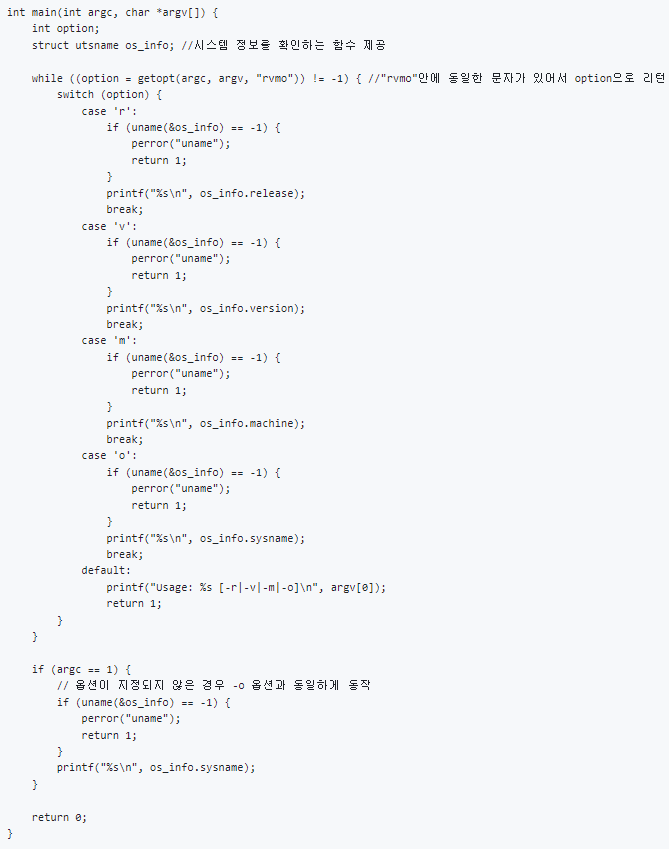 int main(int argc, char *argv[]) {
    int option;
    struct utsname os_info; //시스템 정보를 확인하는 함수 제공

    while ((option = getopt(argc, argv, "rvmo")) != -1) { //"rvmo"안에 동일한 문자가 있어서 option으로 리턴
        switch (option) {
            case 'r':
                if (uname(&os_info) == -1) {
                    perror("uname");
                    return 1;
                }
                printf("%s\n", os_info.release);
                break;
            case 'v':
                if (uname(&os_info) == -1) {
                    perror("uname");
                    return 1;
                }
                printf("%s\n", os_info.version);
                break;
            case 'm':
                if (uname(&os_info) == -1) {
                    perror("uname");
                    return 1;
                }
                printf("%s\n", os_info.machine);
                break;
            case 'o':
                if (uname(&os_info) == -1) {
                    perror("uname");
                    return 1;
                }
                printf("%s\n", os_info.sysname);
                break;
            default:
                printf("Usage: %s [-r|-v|-m|-o]\n", argv[0]);
                return 1;
        }
    }

    if (argc == 1) {
        // 옵션이 지정되지 않은 경우 -o 옵션과 동일하게 동작
        if (uname(&os_info) == -1) {
            perror("uname");
            return 1;
        }
        printf("%s\n", os_info.sysname);
    }

    return 0;
}